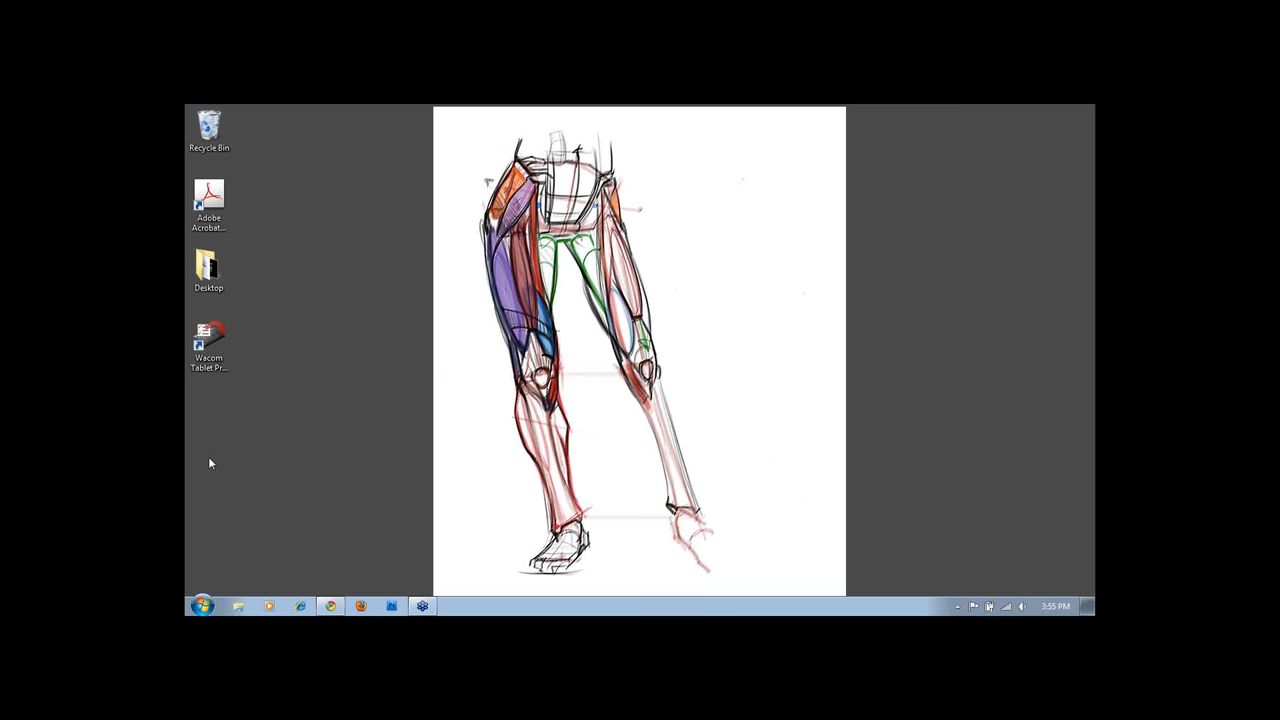 Recycle Bin
Adobe
Acrobat...
Desktop
Wacom
Tablet Pr...
3:55 PM